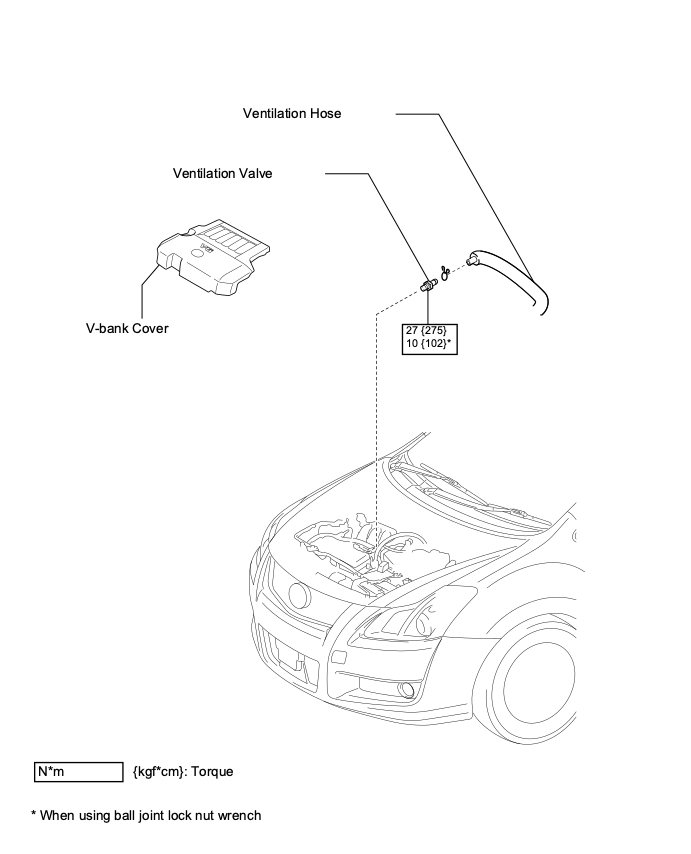 Ventilation Hose
Ventilation Valve
V-bank Cover
27 {275}
10 {102}*
N*m {kgf*cm}: Torque
* When using ball joint lock nut wrench